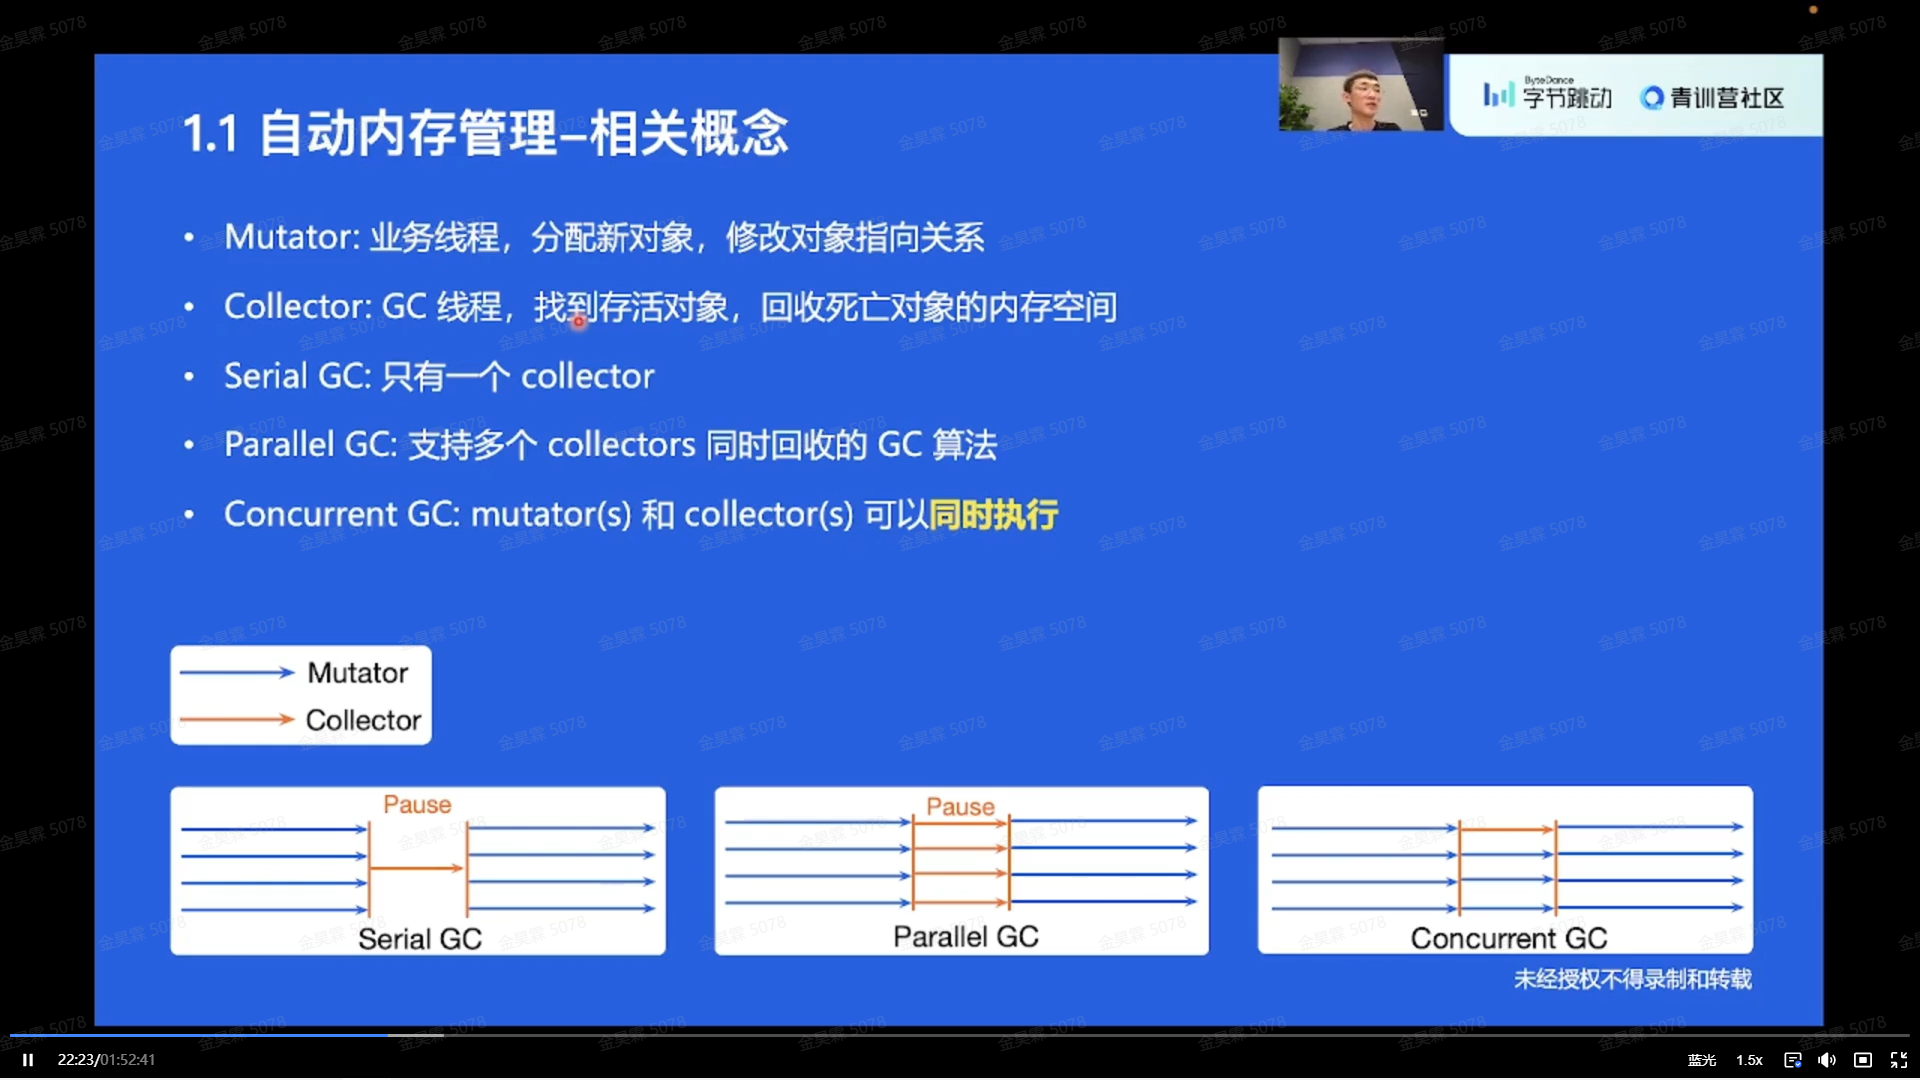 ByteDance
字节跳动
青训营社区
1.1 自动内存管理–相关概念
• Mutator: 业务线程，分配新对象，修改对象指向关系
• Collector: GC 线程，找到存活对象，回收死亡对象的内存空间
• Serial GC: 只有一个 collector
• Parallel GC: 支持多个 collectors 同时回收的 GC 算法
• Concurrent GC: mutator(s) 和 collector(s) 可以同时执行
Mutator
Collector
Pause
Serial GC
Pause
Parallel GC
Concurrent GC
未经授权不得录制和转载
22:23/01:52:41
蓝光
1.5x
金昊霖 5078